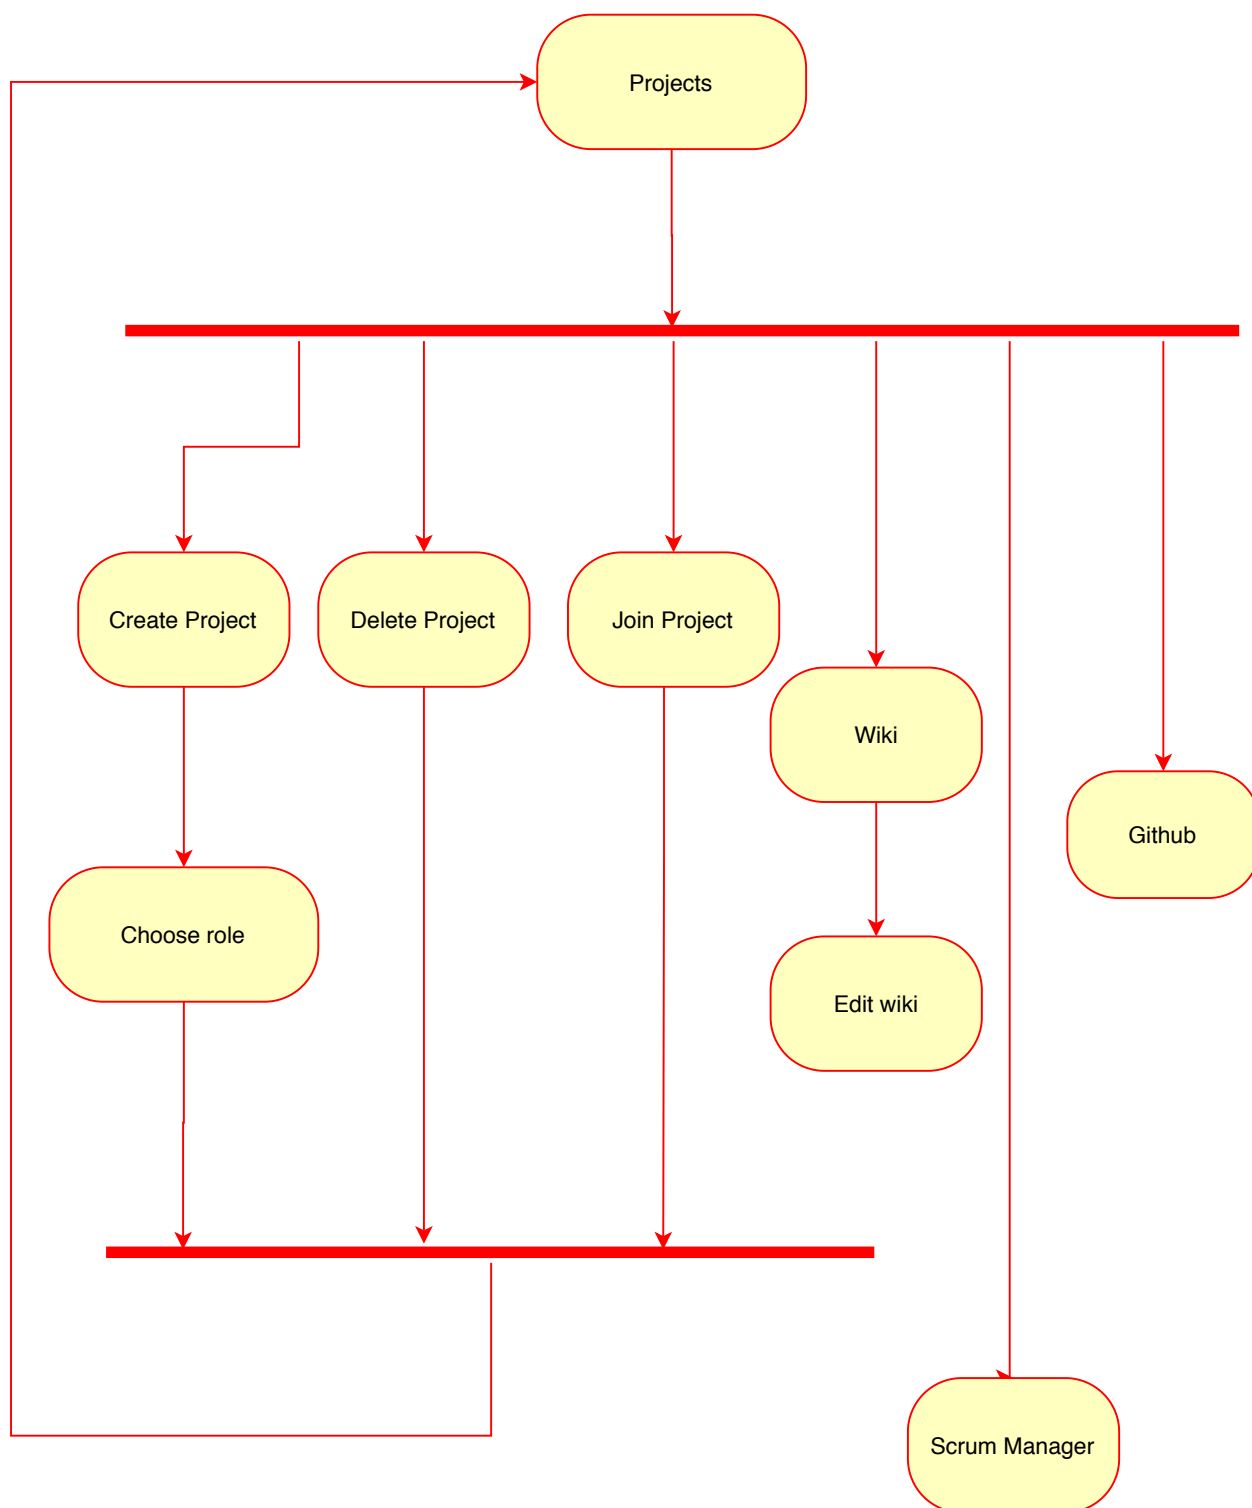 Projects
Create Project
Delete Project
Join Project
Wiki
Github
Choose role
Edit wiki
Scrum Manager